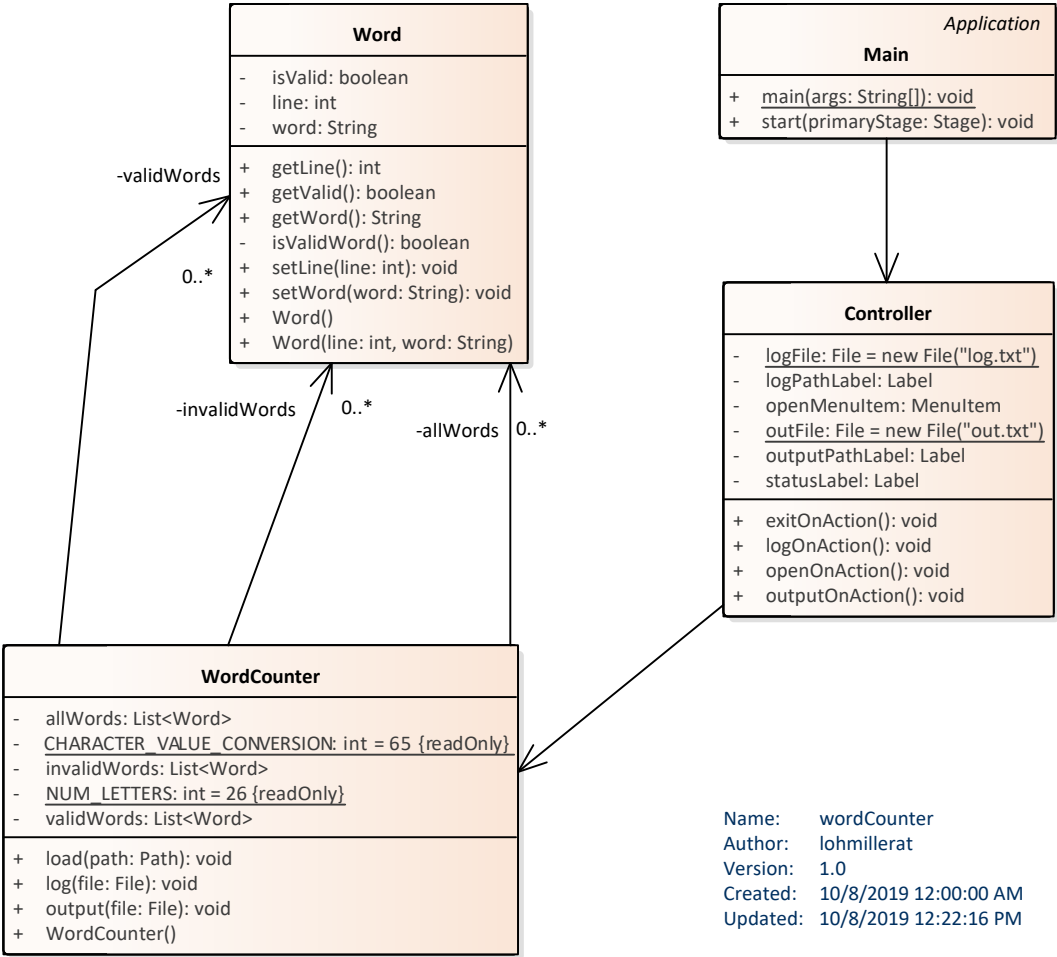 Word
- isValid: boolean
- line: int
- word: String
+ getLine(): int
+ getValid(): boolean
+ getWord(): String
- isValidWord(): boolean
+ setLine(line: int): void
+ setWord(word: String): void
+ Word()
+ Word(line: int, word: String)
Application
Main
+ main(args: String[]): void
+ start(primaryStage: Stage): void
-validWords
0..*
-invalidWords
0..*
-allWords
0..*
Controller
- logFile: File = new File("log.txt")
- logPathLabel: Label
- openMenuItem: MenuItem
- outFile: File = new File("out.txt")
- outputPathLabel: Label
- statusLabel: Label
+ exitOnAction(): void
+ logOnAction(): void
+ openOnAction(): void
+ outputOnAction(): void
WordCounter
- allWords: List<Word>
- CHARACTER_VALUE_CONVERSION: int = 65 {readOnly}
- invalidWords: List<Word>
- NUM_LETTERS: int = 26 {readOnly}
- validWords: List<Word>
+ load(path: Path): void
+ log(file: File): void
+ output(file: File): void
+ WordCounter()
Name: wordCounter
Author: lohmillerat
Version: 1.0
Created: 10/8/2019 12:00:00 AM
Updated: 10/8/2019 12:22:16 PM